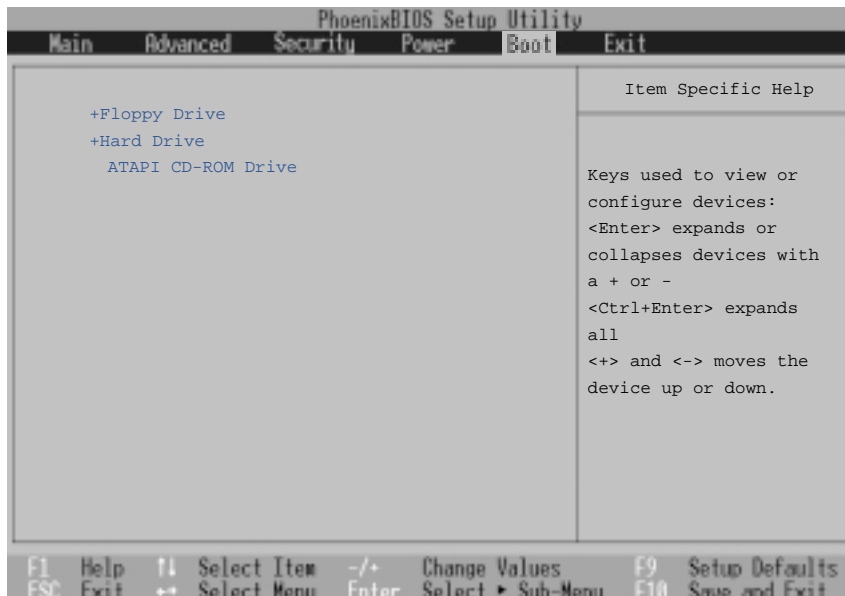 PhoenixBIOS Setup Utility
Main Advanced Security Power Boot Exit
Item Specific Help
+Floppy Drive
+Hard Drive
ATAPI CD-ROM Drive
Keys used to view or
configure devices:
<Enter> expands or
collapses devices with
a + or -
<Ctrl+Enter> expands
all
<+> and <-> moves the
device up or down.
F1 Help ↑↓ Select Item -/+ Change Values F9 Setup Defaults
ESC Exit ↔ Select Menu Enter Select ▸ Sub-Menu F10 Save and Exit